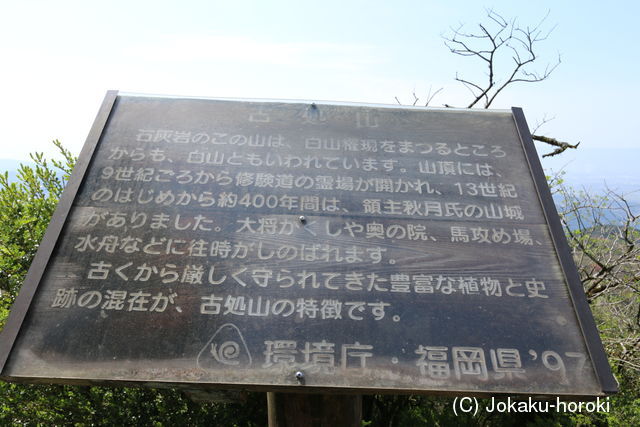 古処山
石灰岩のこの山は、白山権現をまつるところ
からも、白山ともいわれています。山頂には、
9世紀ごろから修験道の霊場が開かれ、13世紀
のはじめから約400年間は、領主秋月氏の山城
がありました。大将かくしや奥の院、馬攻め場、
水舟などに往時がしのばれます。
古くから厳しく守られてきた豊富な植物と史
跡の混在が、古処山の特徴です。
環境庁・福岡県'97
(C) Jokaku-horoki